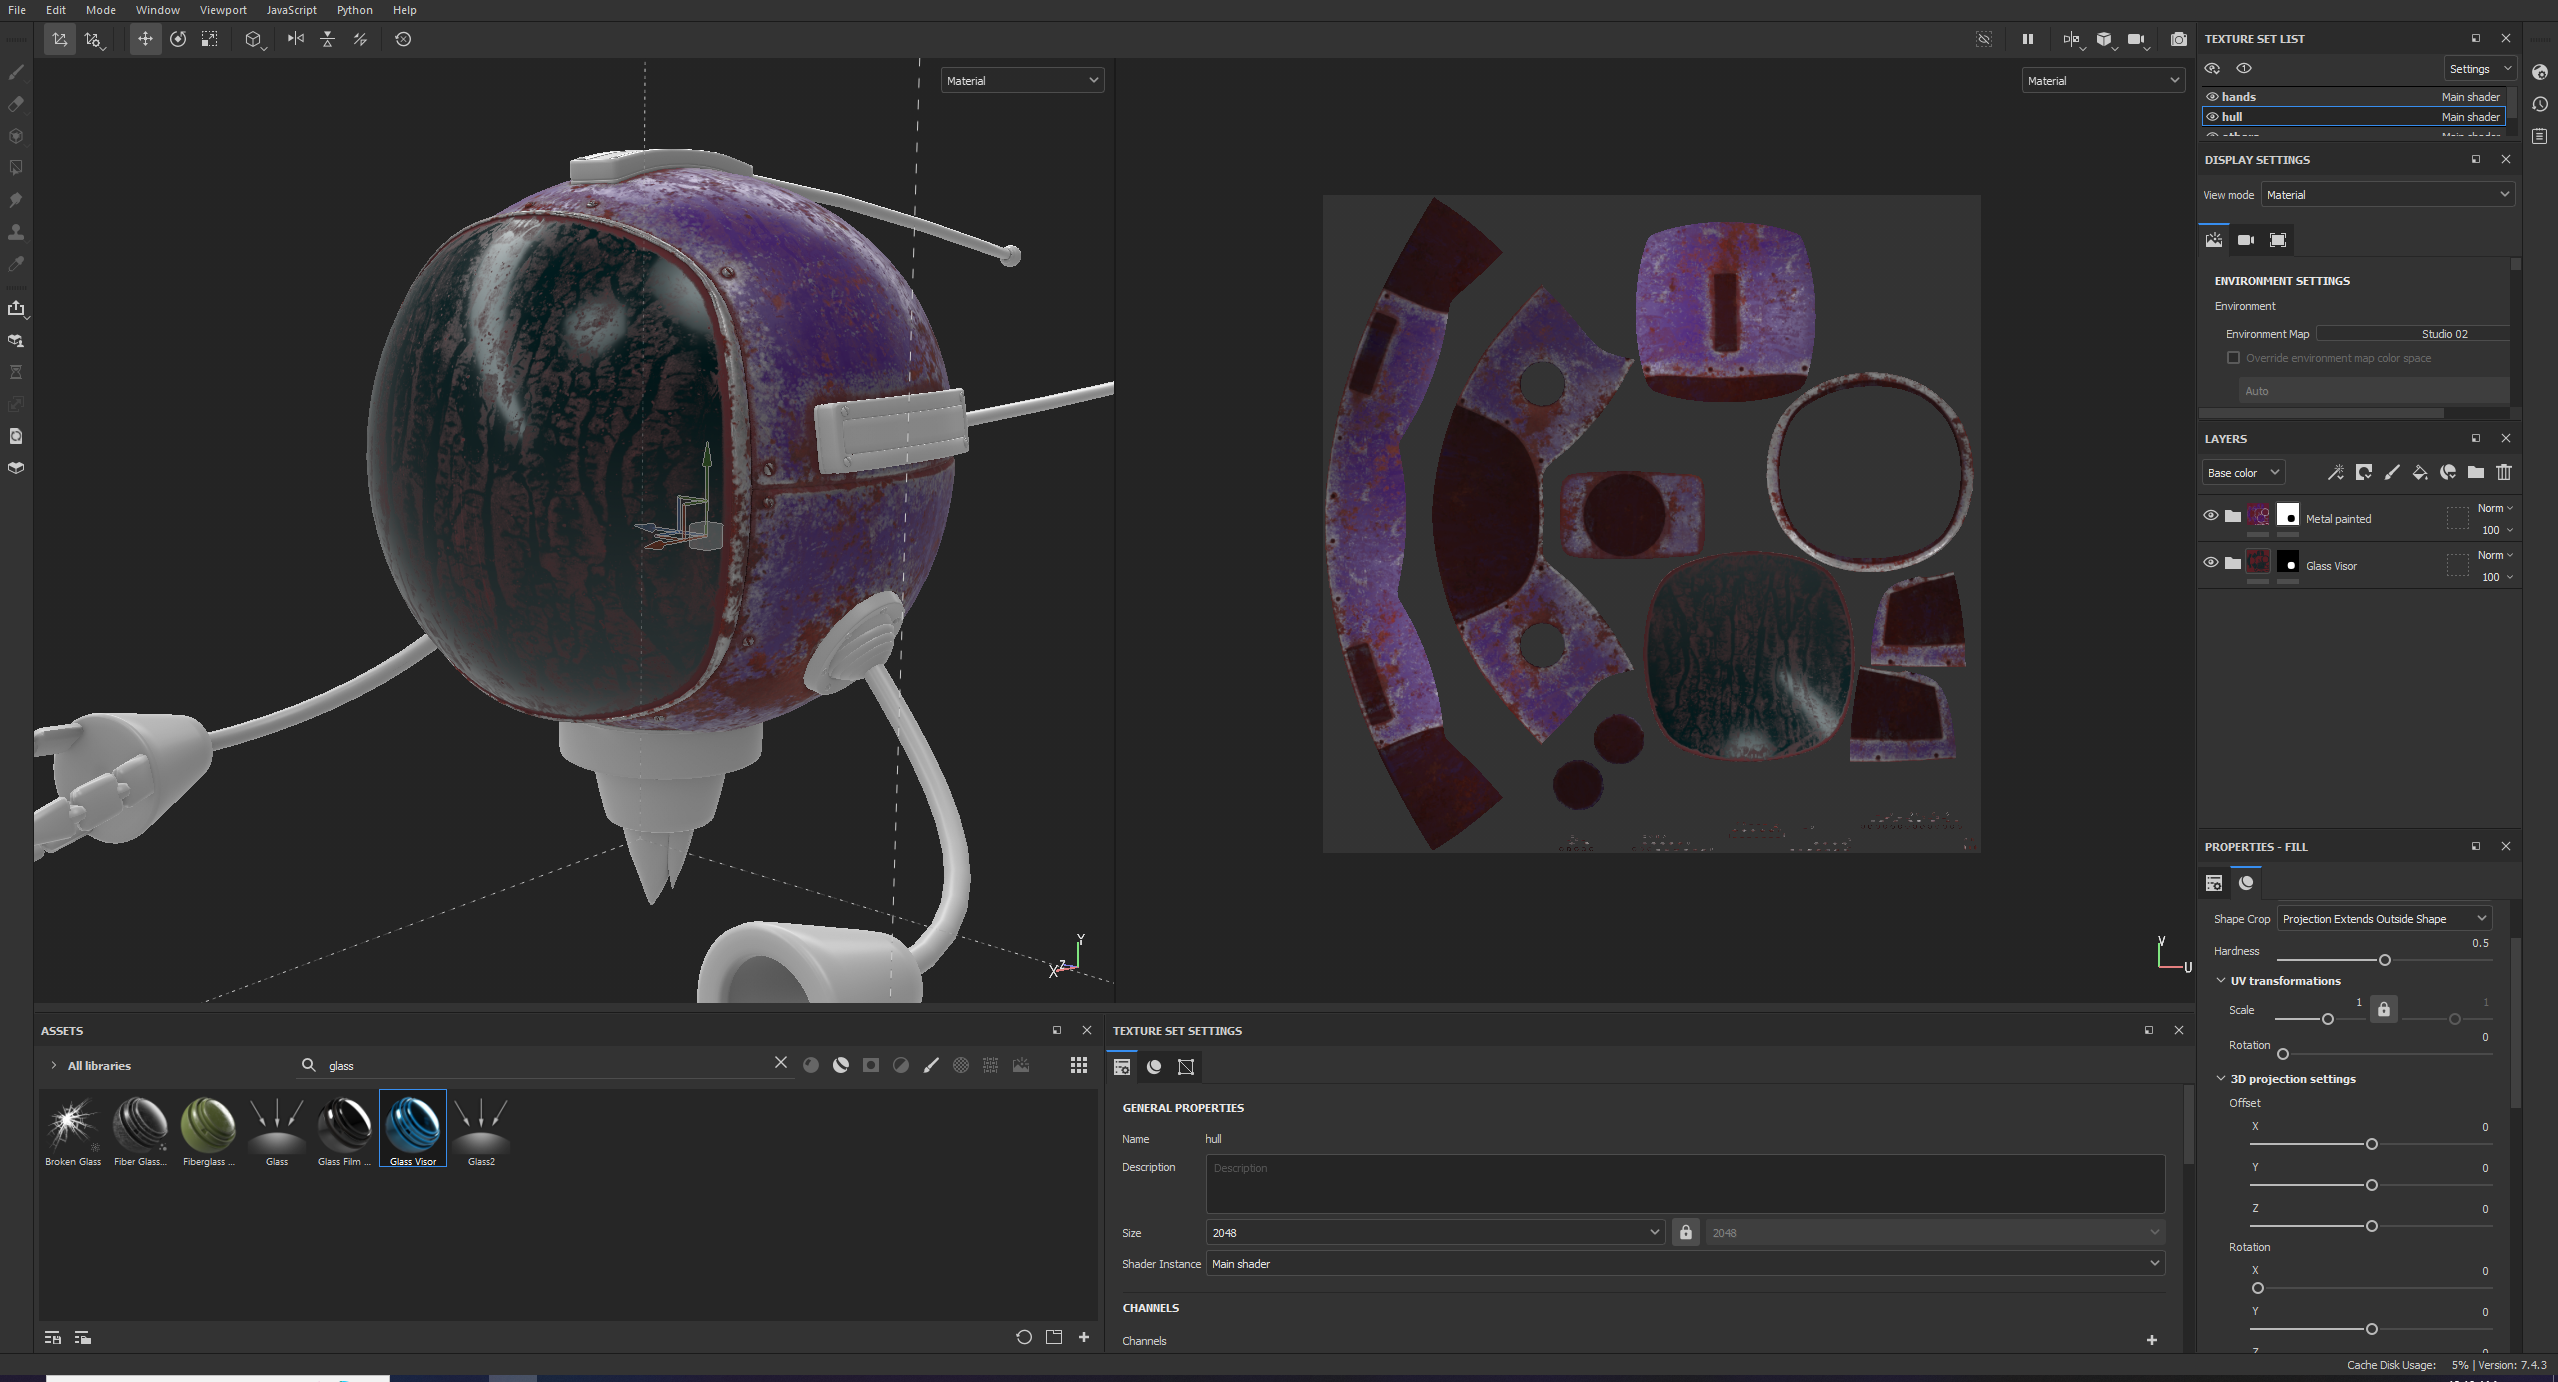 File Edit Mode Window Viewport JavaScript Python Help
Material
Material
TEXTURE SET LIST
Settings
hands Main shader
hull Main shader
others Main shader
DISPLAY SETTINGS
View mode Material
ENVIRONMENT SETTINGS
Environment
Environment Map Studio 02
Override environment map color space
Auto
LAYERS
Base color
Metal painted Norm
100
Glass Visor Norm
100
PROPERTIES - FILL
Shape Crop Projection Extends Outside Shape
Hardness 0.5
UV transformations
Scale 1 1
Rotation 0
3D projection settings
Offset
X 0
Y 0
Z 0
Rotation
X 0
Y 0
Z 0
Y
X Z
V
U
ASSETS
All libraries glass
Broken Glass Fiber Glass... Fiberglass ... Glass Glass Film ... Glass Visor Glass2
TEXTURE SET SETTINGS
GENERAL PROPERTIES
Name hull
Description Description
Size 2048 2048
Shader Instance Main shader
CHANNELS
Channels
Cache Disk Usage: 5% | Version: 7.4.3